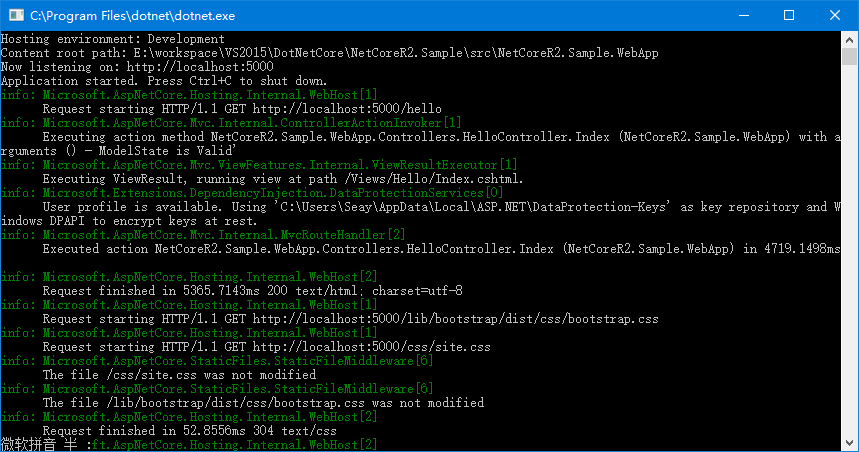 C:\Program Files\dotnet\dotnet.exe
Hosting environment: Development
Content root path: E:\workspace\VS2015\DotNetCore\NetCoreR2.Sample\src\NetCoreR2.Sample.WebApp
Now listening on: http://localhost:5000
Application started. Press Ctrl+C to shut down.
info: Microsoft.AspNetCore.Hosting.Internal.WebHost[1]
Request starting HTTP/1.1 GET http://localhost:5000/hello
info: Microsoft.AspNetCore.Mvc.Internal.ControllerActionInvoker[1]
Executing action method NetCoreR2.Sample.WebApp.Controllers.HelloController.Index (NetCoreR2.Sample.WebApp) with a
rguments () - ModelState is Valid'
info: Microsoft.AspNetCore.Mvc.ViewFeatures.Internal.ViewResultExecutor[1]
Executing ViewResult, running view at path /Views/Hello/Index.cshtml.
info: Microsoft.Extensions.DependencyInjection.DataProtectionServices[0]
User profile is available. Using 'C:\Users\Seay\AppData\Local\ASP.NET\DataProtection-Keys' as key repository and W
indows DPAPI to encrypt keys at rest.
info: Microsoft.AspNetCore.Mvc.Internal.MvcRouteHandler[2]
Executed action NetCoreR2.Sample.WebApp.Controllers.HelloController.Index (NetCoreR2.Sample.WebApp) in 4719.1498ms
info: Microsoft.AspNetCore.Hosting.Internal.WebHost[2]
Request finished in 5365.7143ms 200 text/html; charset=utf-8
info: Microsoft.AspNetCore.Hosting.Internal.WebHost[1]
Request starting HTTP/1.1 GET http://localhost:5000/lib/bootstrap/dist/css/bootstrap.css
info: Microsoft.AspNetCore.Hosting.Internal.WebHost[1]
Request starting HTTP/1.1 GET http://localhost:5000/css/site.css
info: Microsoft.AspNetCore.StaticFiles.StaticFileMiddleware[6]
The file /css/site.css was not modified
info: Microsoft.AspNetCore.StaticFiles.StaticFileMiddleware[6]
The file /lib/bootstrap/dist/css/bootstrap.css was not modified
info: Microsoft.AspNetCore.Hosting.Internal.WebHost[2]
Request finished in 52.8556ms 304 text/css
微软拼音 半 :ft.AspNetCore.Hosting.Internal.WebHost[2]